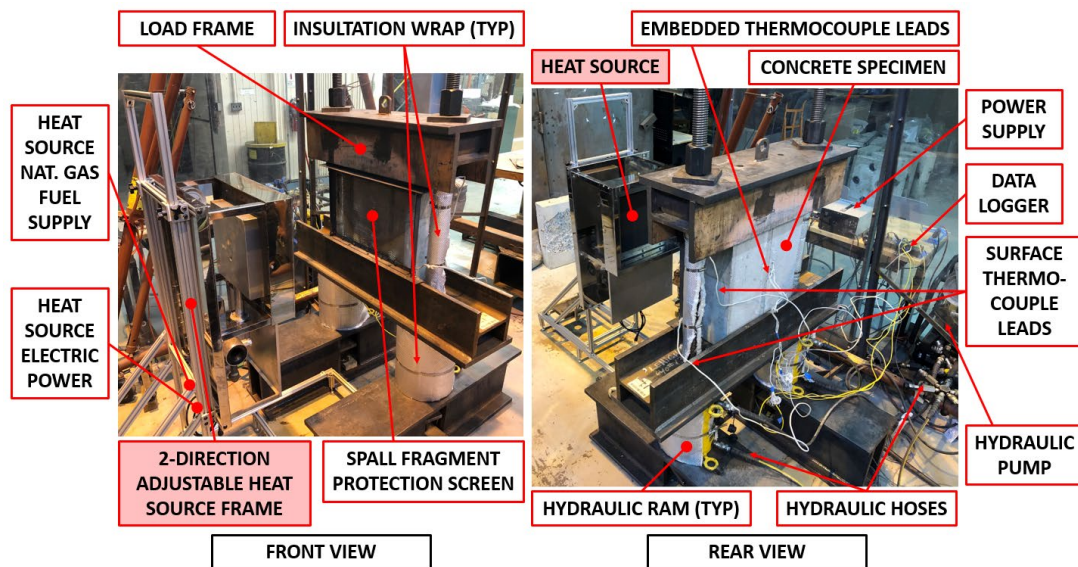 LOAD FRAME
INSULTATION WRAP (TYP)
HEAT
SOURCE
NAT. GAS
FUEL
SUPPLY
HEAT
SOURCE
ELECTRIC
POWER
2-DIRECTION
ADJUSTABLE HEAT
SOURCE FRAME
SPALL FRAGMENT
PROTECTION SCREEN
FRONT VIEW
EMBEDDED THERMOCOUPLE LEADS
HEAT SOURCE
CONCRETE SPECIMEN
POWER
SUPPLY
DATA
LOGGER
SURFACE
THERMO-
COUPLE
LEADS
HYDRAULIC
PUMP
HYDRAULIC RAM (TYP)
HYDRAULIC HOSES
REAR VIEW